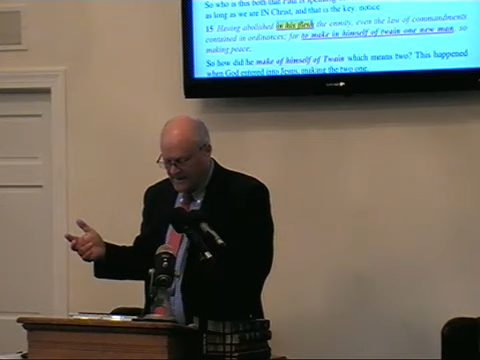 So who is this both that Paul is speaking
as long as we are IN Christ, and that is the key. notice
15 Having abolished in his flesh the enmity, even the law of commandments
contained in ordinances; for to make in himself of twain one new man, so
making peace;
So how did he make of himself of Twain which means two? This happened
when God entered into Jesus, making the two one.